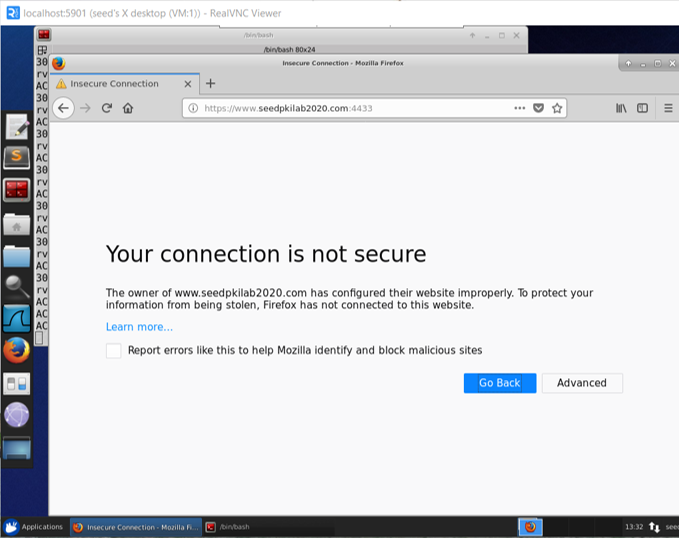 localhost:5901 (seed's X desktop (VM:1)) - RealVNC Viewer
/bin/bash
/bin/bash 80x24
Insecure Connection - Mozilla Firefox
Insecure Connection
https://www.seedpkilab2020.com:4433
30
rv
AC
30
rv
AC
30
rv
AC
30
rv
AC
30
rv
AC
30
rv
AC
30
rv
AC
AC
AC
Your connection is not secure
The owner of www.seedpkilab2020.com has configured their website improperly. To protect your
information from being stolen, Firefox has not connected to this website.
Learn more...
Report errors like this to help Mozilla identify and block malicious sites
Go Back
Advanced
Applications
Insecure Connection - Mozilla Fi...
/bin/bash
13:32
seed